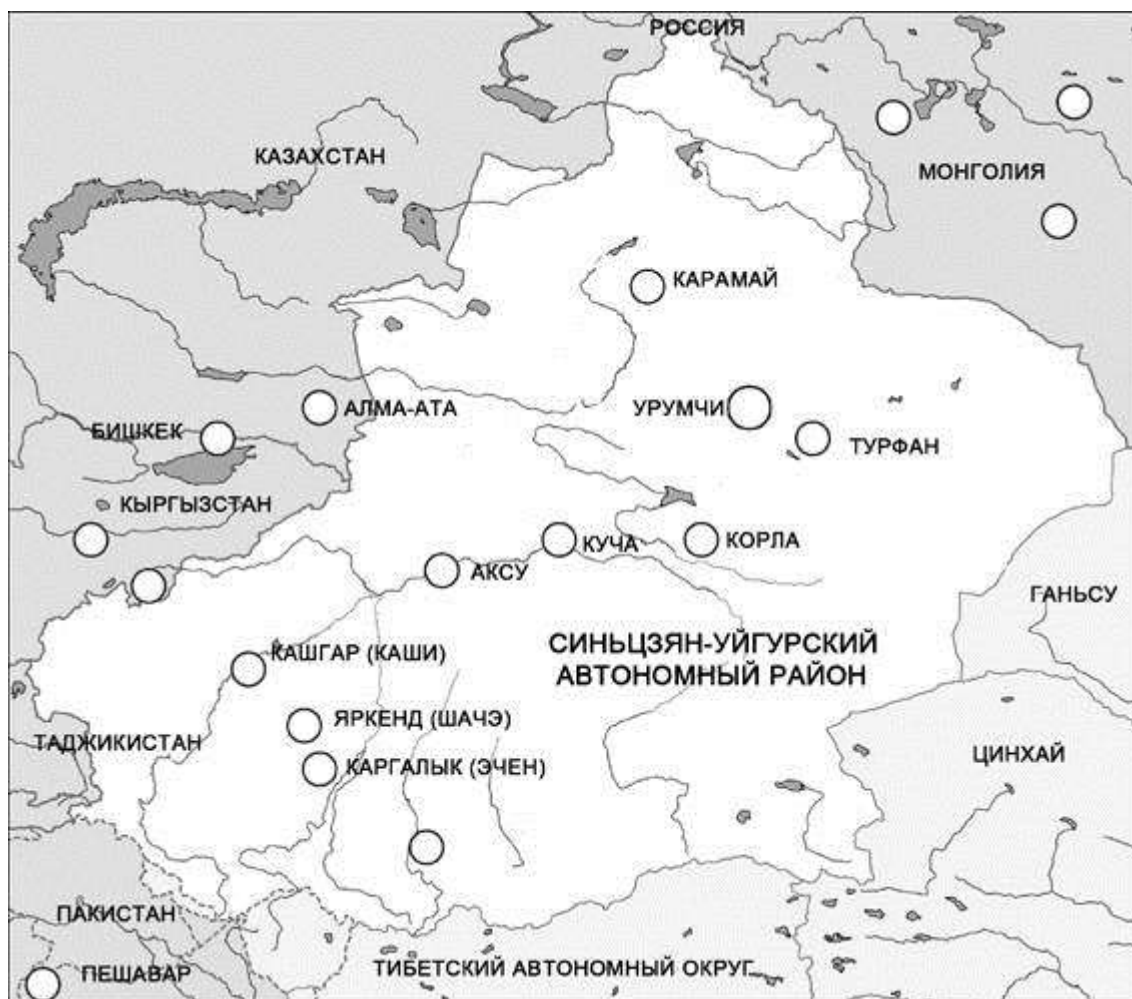 РОССИЯ
КАЗАХСТАН
МОНГОЛИЯ
КАРАМАЙ
АЛМА-АТА
УРУМЧИ
БИШКЕК
ТУРФАН
КЫРГЫЗСТАН
КУЧА
КОРЛА
АКСУ
ГАНЬСУ
СИНЬЦЗЯН-УЙГУРСКИЙ
АВТОНОМНЫЙ РАЙОН
КАШГАР (КАШИ)
ЯРКЕНД (ШАЧЭ)
ТАДЖИКИСТАН
ЦИНХАЙ
КАРГАЛЫК (ЭЧЕН)
ПАКИСТАН
ПЕШАВАР
ТИБЕТСКИЙ АВТОНОМНЫЙ ОКРУГ